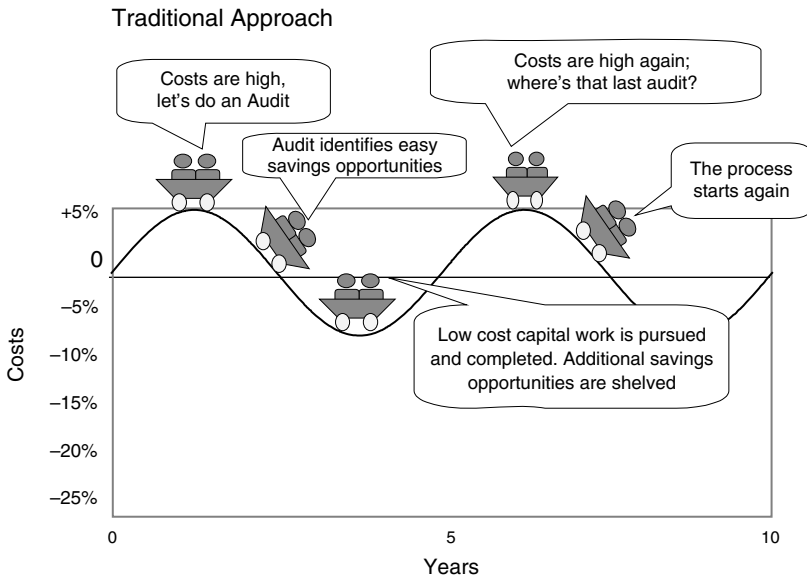 Traditional Approach
Costs are high,
let's do an Audit
Costs are high again;
where's that last audit?
Audit identifies easy
savings opportunities
The process
starts again
+5%
0
–5%
–10%
–15%
–20%
–25%
Costs
Low cost capital work is pursued
and completed. Additional savings
opportunities are shelved
0
5
10
Years